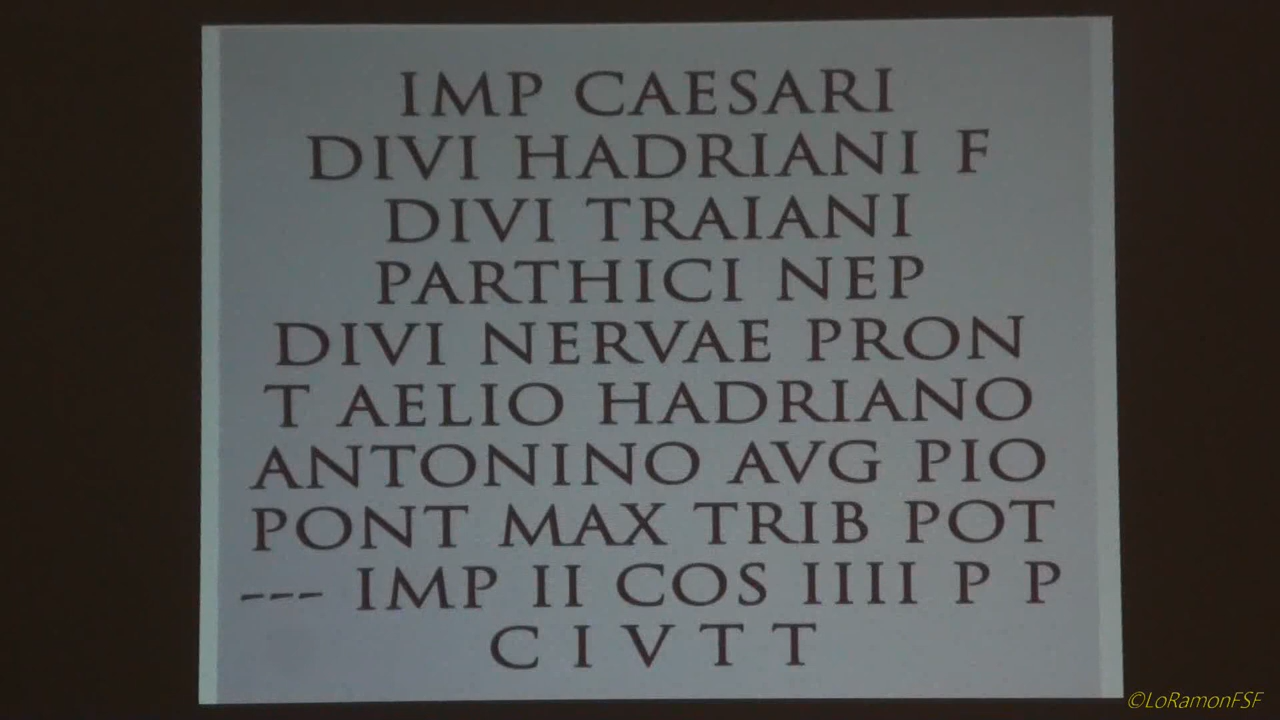 IMP CAESARI
DIVI HADRIANI F
DIVI TRAIANI
PARTHICI NEP
DIVI NERVAE PRON
T AELIO HADRIANO
ANTONINO AVG PIO
PONT MAX TRIB POT
--- IMP II COS IIII P P
C I V T T
©LoRamonFSF